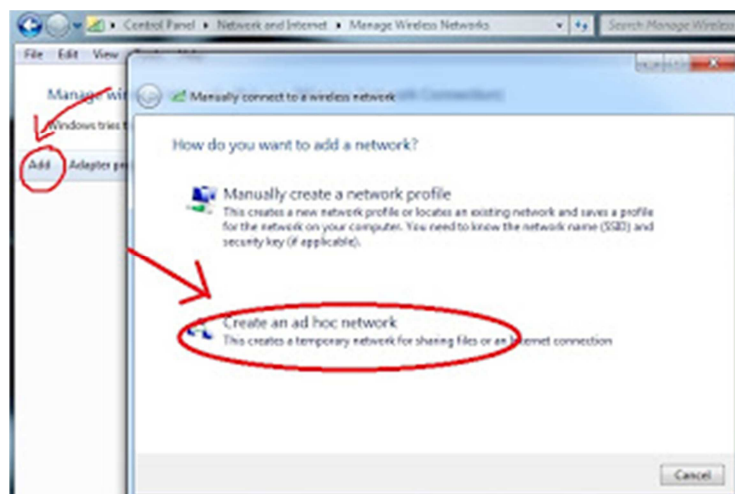 Control Panel ▸ Network and Internet ▸ Manage Wireless Networks
Search Manage Wireless
File Edit View
Manage wir
Manually connect to a wireless network
Windows tries t
How do you want to add a network?
Add Adapter pr
Manually create a network profile
This creates a new network profile or locates an existing network and saves a profile
for the network on your computer. You need to know the network name (SSID) and
security key (if applicable).
Create an ad hoc network
This creates a temporary network for sharing files or an Internet connection
Cancel